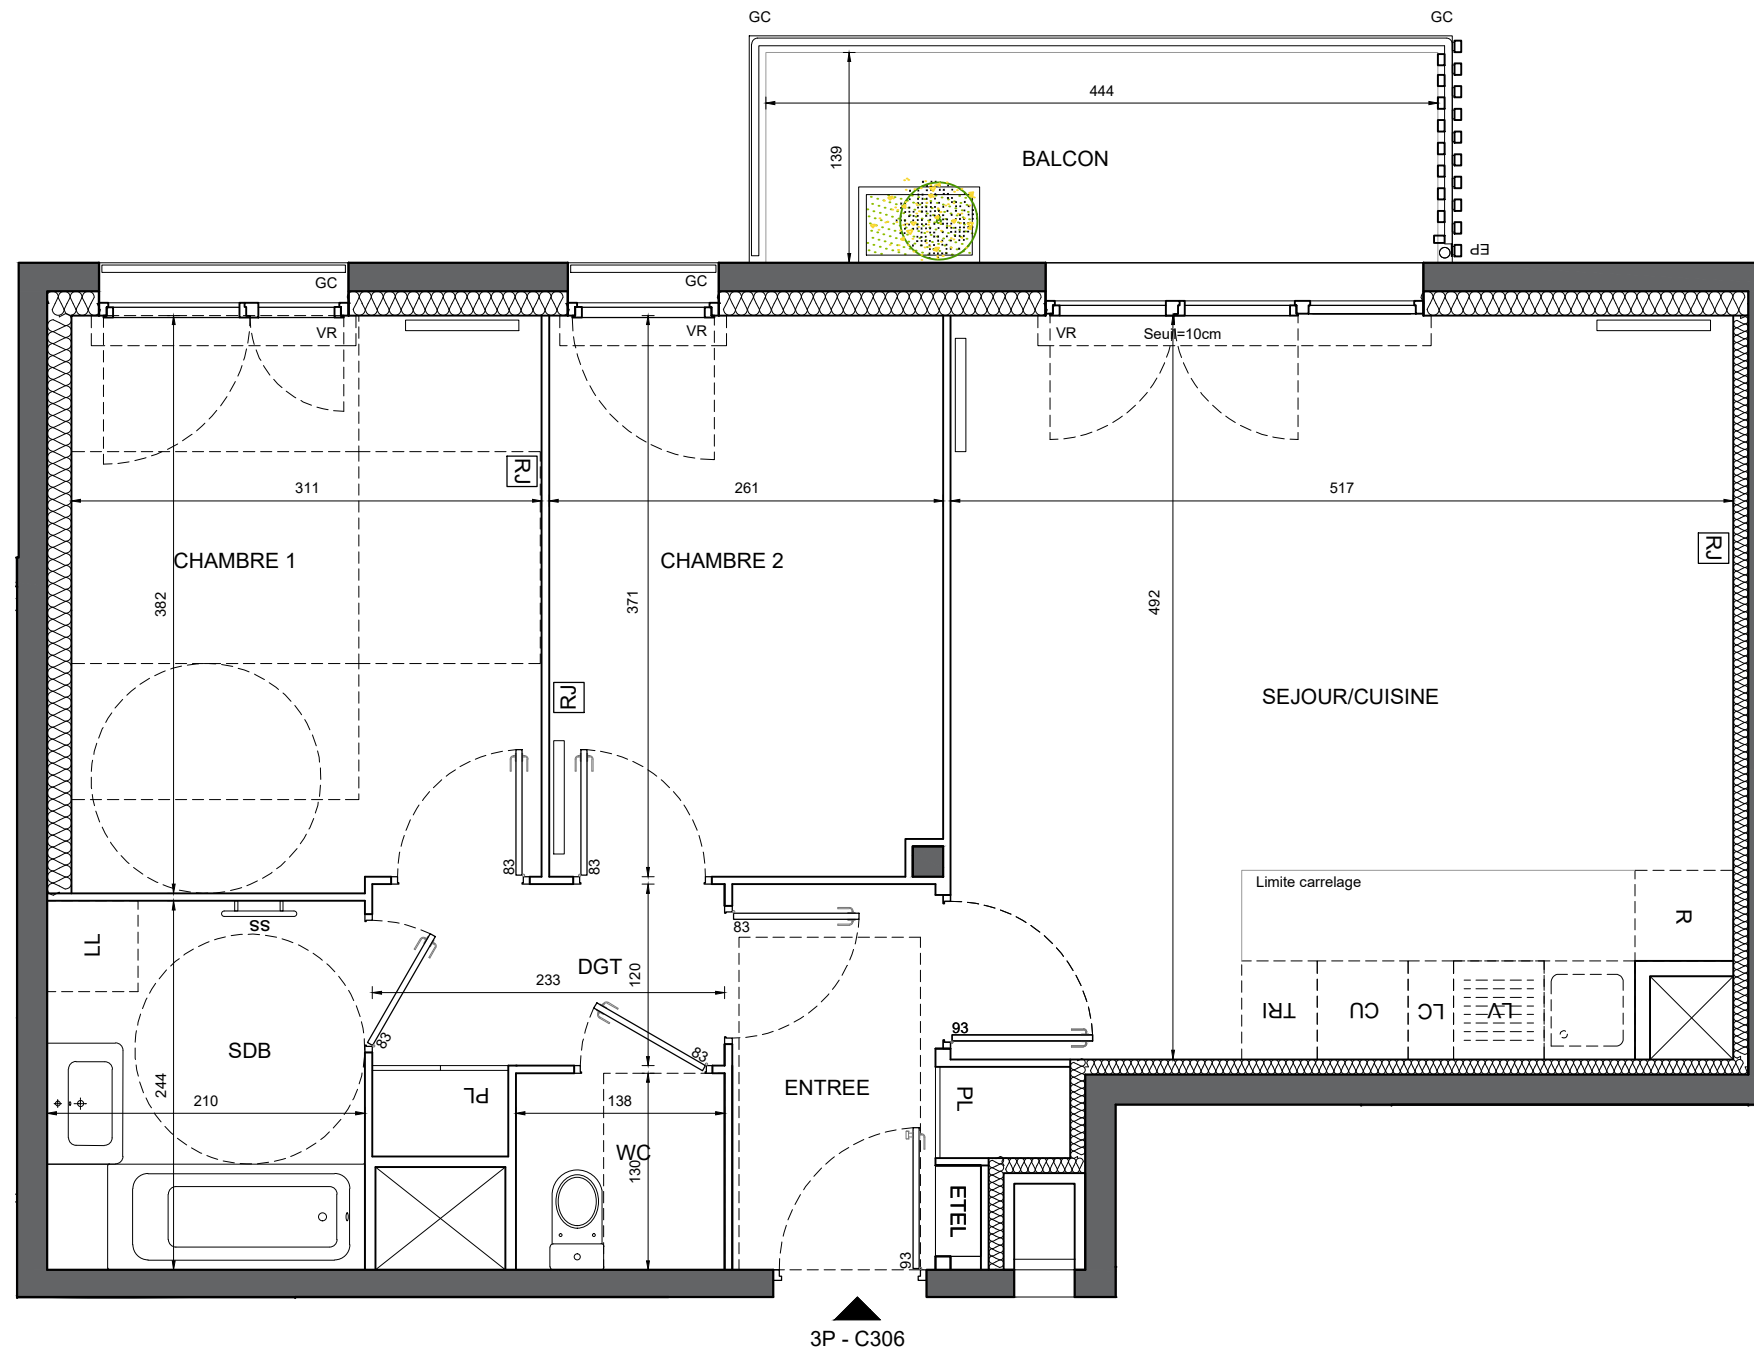 GC
GC
444
139
BALCON
EP
GC
GC
VR
VR
VR
Seuil=10cm
RJ
311
261
517
RJ
CHAMBRE 1
CHAMBRE 2
382
371
492
RJ
SEJOUR/CUISINE
83
83
Limite carrelage
R
SS
83
LL
DGT
233
120
TRI
CU
LC
LV
93
83
SDB
83
244
210
PL
138
ENTREE
PL
WC
130
ETEL
93
3P - C306